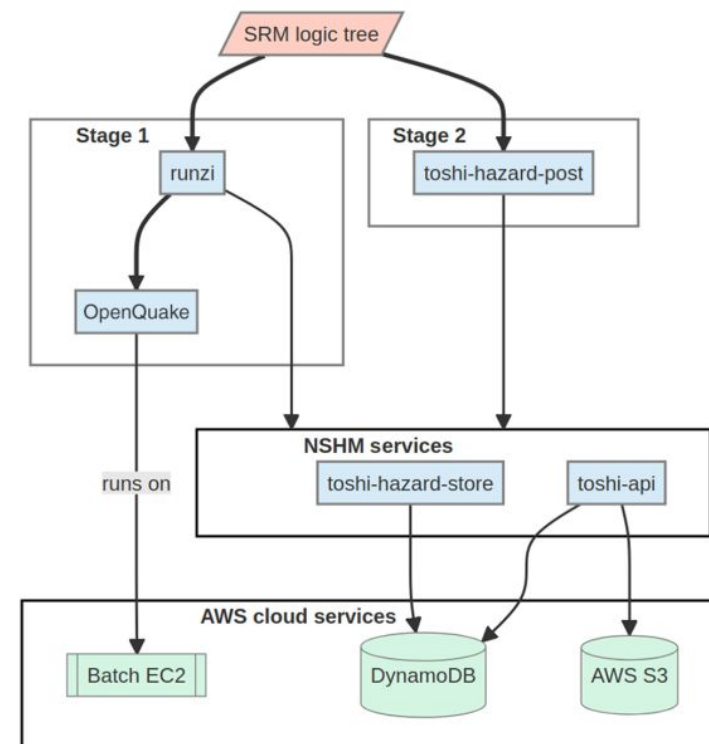 SRM logic tree
Stage 1
Stage 2
runzi
toshi-hazard-post
OpenQuake
NSHM services
runs on
toshi-hazard-store
toshi-api
AWS cloud services
Batch EC2
DynamoDB
AWS S3